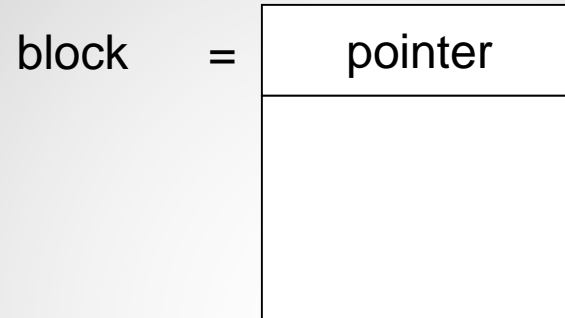 block = pointer